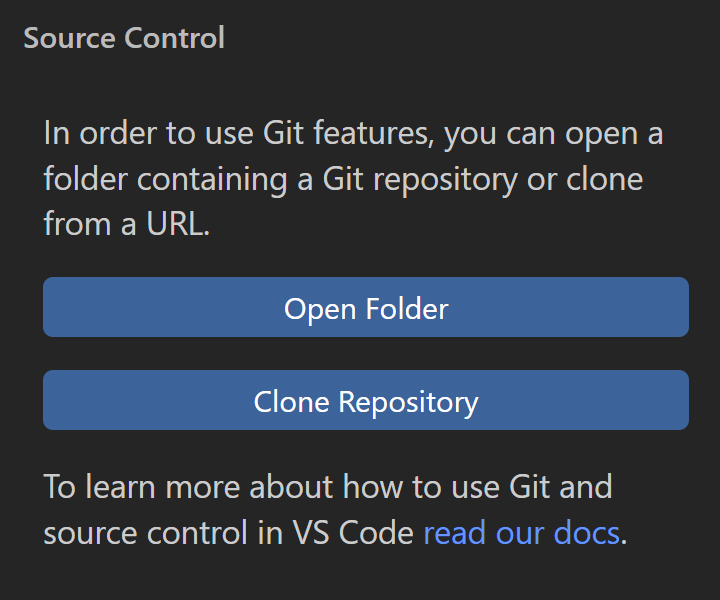 Source Control
In order to use Git features, you can open a
folder containing a Git repository or clone
from a URL.
Open Folder
Clone Repository
To learn more about how to use Git and
source control in VS Code read our docs.